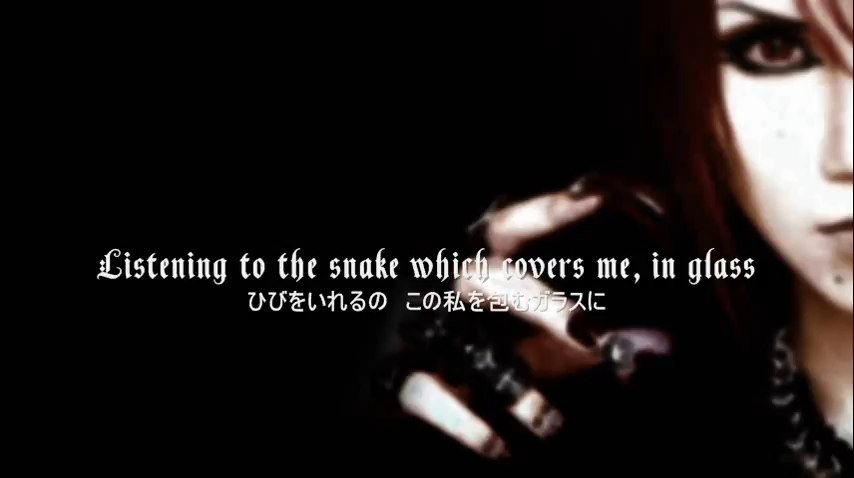 Listening to the snake which covers me, in glass
ひびをいれるの　この私を包むガラスに